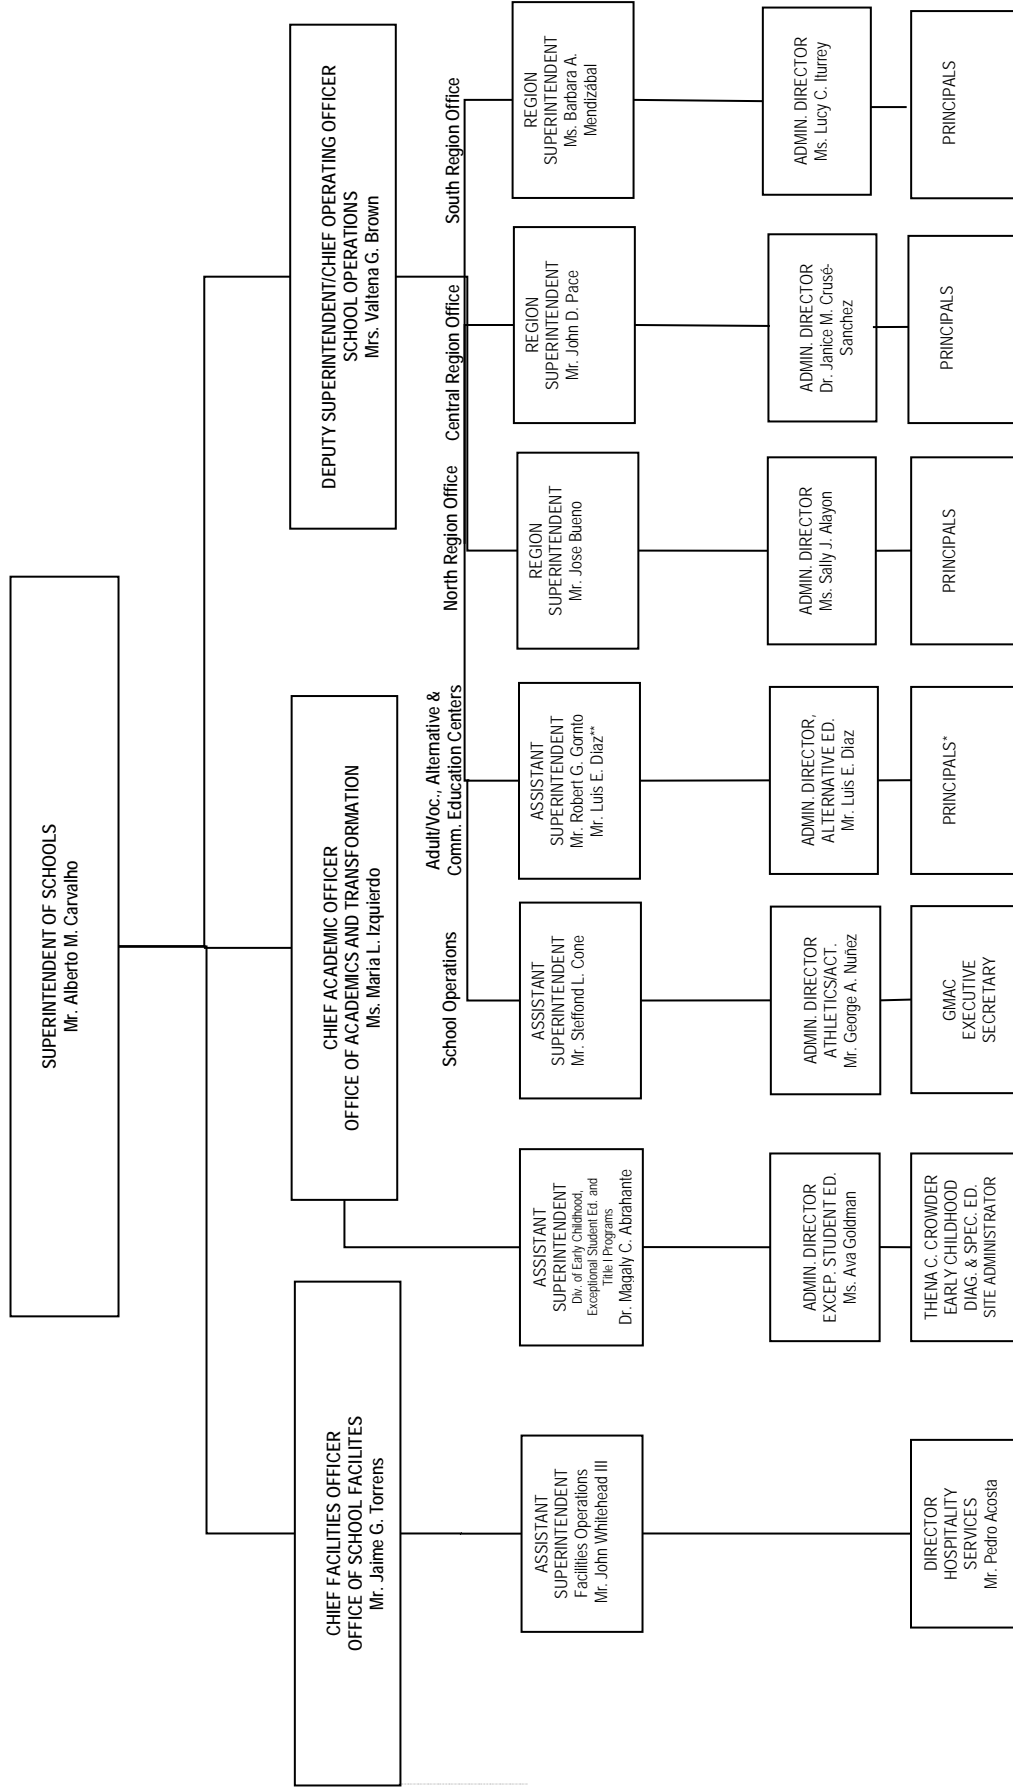 SUPERINTENDENT OF SCHOOLS
Mr. Alberto M. Carvalho
CHIEF FACILITIES OFFICER
OFFICE OF SCHOOL FACILITES
Mr. Jaime G. Torrens
CHIEF ACADEMIC OFFICER
OFFICE OF ACADEMICS AND TRANSFORMATION
Ms. Maria L. Izquierdo
DEPUTY SUPERINTENDENT/CHIEF OPERATING OFFICER
SCHOOL OPERATIONS
Mrs. Valtena G. Brown
School Operations
Adult/Voc., Alternative &
Comm. Education Centers
North Region Office
Central Region Office
South Region Office
ASSISTANT
SUPERINTENDENT
Facilities Operations
Mr. John Whitehead III
ASSISTANT
SUPERINTENDENT
Div. of Early Childhood,
Exceptional Student Ed. and
Title I Programs
Dr. Magaly C. Abrahante
ASSISTANT
SUPERINTENDENT
Mr. Steffond L. Cone
ASSISTANT
SUPERINTENDENT
Mr. Robert G. Gornto
Mr. Luis E. Diaz**
REGION
SUPERINTENDENT
Mr. Jose Bueno
REGION
SUPERINTENDENT
Mr. John D. Pace
REGION
SUPERINTENDENT
Ms. Barbara A.
Mendizábal
ADMIN. DIRECTOR
EXCEP. STUDENT ED.
Ms. Ava Goldman
ADMIN. DIRECTOR
ATHLETICS/ACT.
Mr. George A. Nuñez
ADMIN. DIRECTOR,
ALTERNATIVE ED.
Mr. Luis E. Diaz
ADMIN. DIRECTOR
Ms. Sally J. Alayon
ADMIN. DIRECTOR
Dr. Janice M. Crusé-
Sanchez
ADMIN. DIRECTOR
Ms. Lucy C. Iturrey
DIRECTOR
HOSPITALITY
SERVICES
Mr. Pedro Acosta
THENA C. CROWDER
EARLY CHILDHOOD
DIAG. & SPEC. ED.
SITE ADMINISTRATOR
GMAC
EXECUTIVE
SECRETARY
PRINCIPALS*
PRINCIPALS
PRINCIPALS
PRINCIPALS